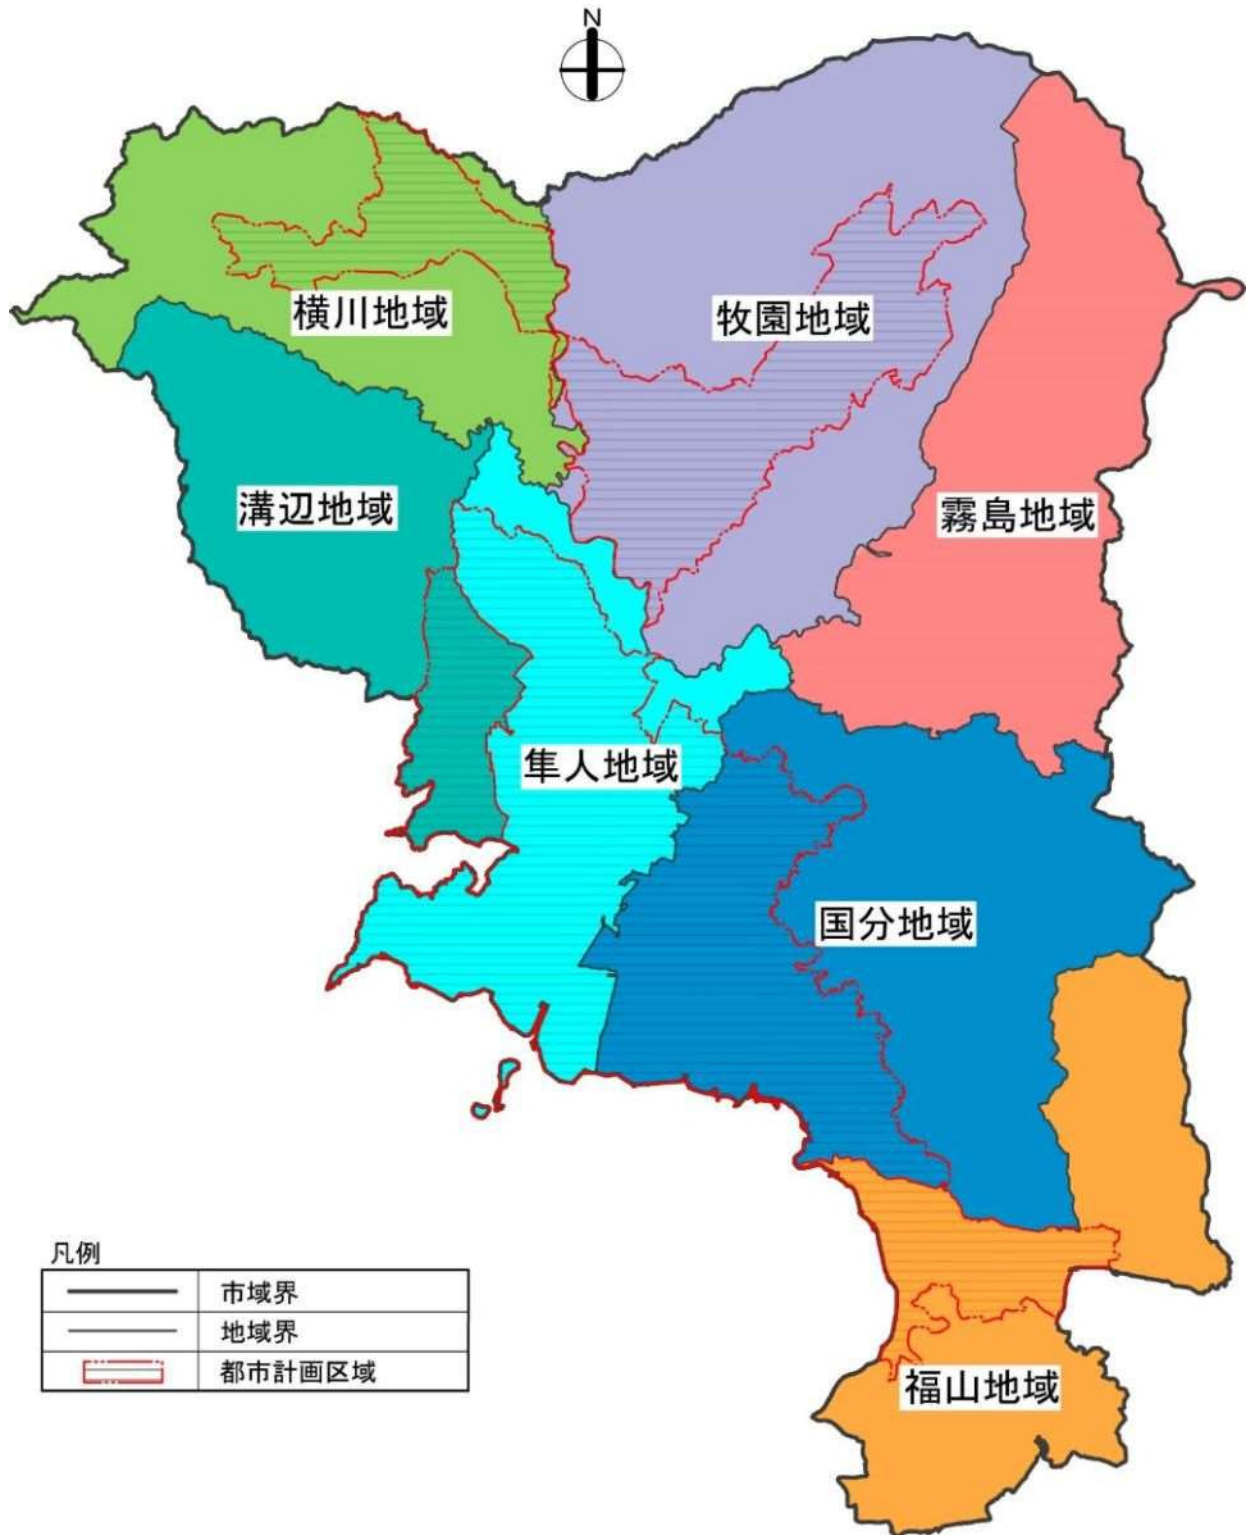 N
横川地域
牧園地域
溝辺地域
霧島地域
隼人地域
国分地域
福山地域
凡例
市域界
地域界
都市計画区域